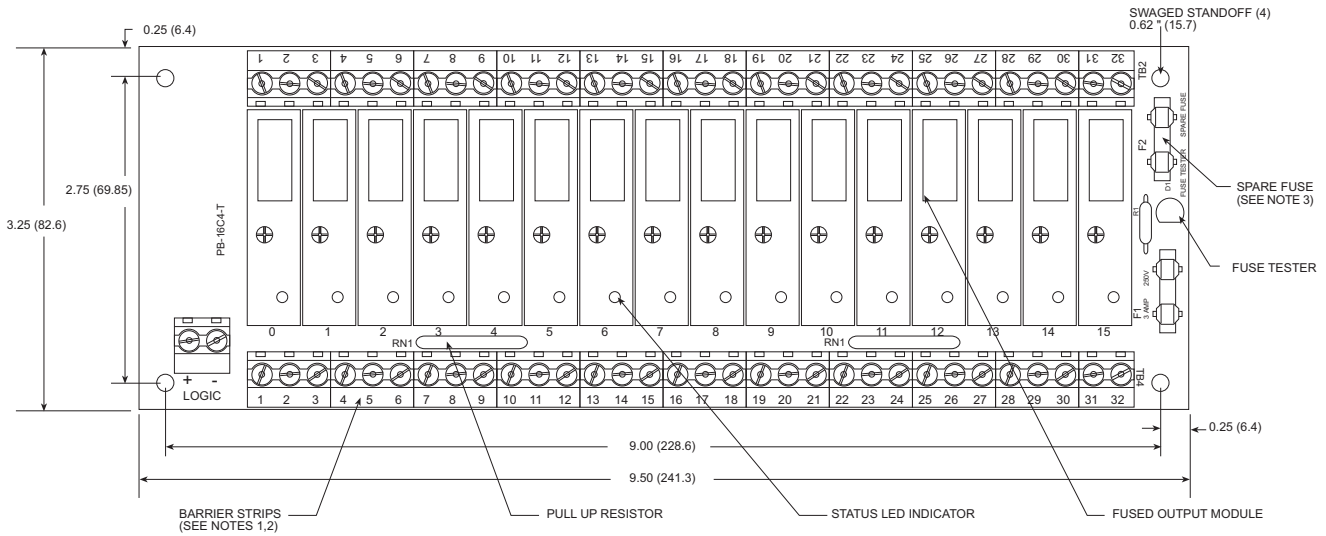 SWAGED STANDOFF (4)
0.62 " (15.7)
0.25 (6.4)
1 2 3 4 5 6 7 8 9 10 11 12 13 14 15 16 17 18 19 20 21 22 23 24 25 26 27 28 29 30 31 32
TB2
SPARE FUSE
F2
2.75 (69.85)
3.25 (82.6)
PB-16C4-T
D1
FUSE TESTER
R1
SPARE FUSE
(SEE NOTE 3)
FUSE TESTER
250V
F1
3 AMP
0 1 2 3 4 5 6 7 8 9 10 11 12 13 14 15
RN1
RN1
+ -
LOGIC
TB4
1 2 3 4 5 6 7 8 9 10 11 12 13 14 15 16 17 18 19 20 21 22 23 24 25 26 27 28 29 30 31 32
0.25 (6.4)
9.00 (228.6)
9.50 (241.3)
BARRIER STRIPS
(SEE NOTES 1,2)
PULL UP RESISTOR
STATUS LED INDICATOR
FUSED OUTPUT MODULE